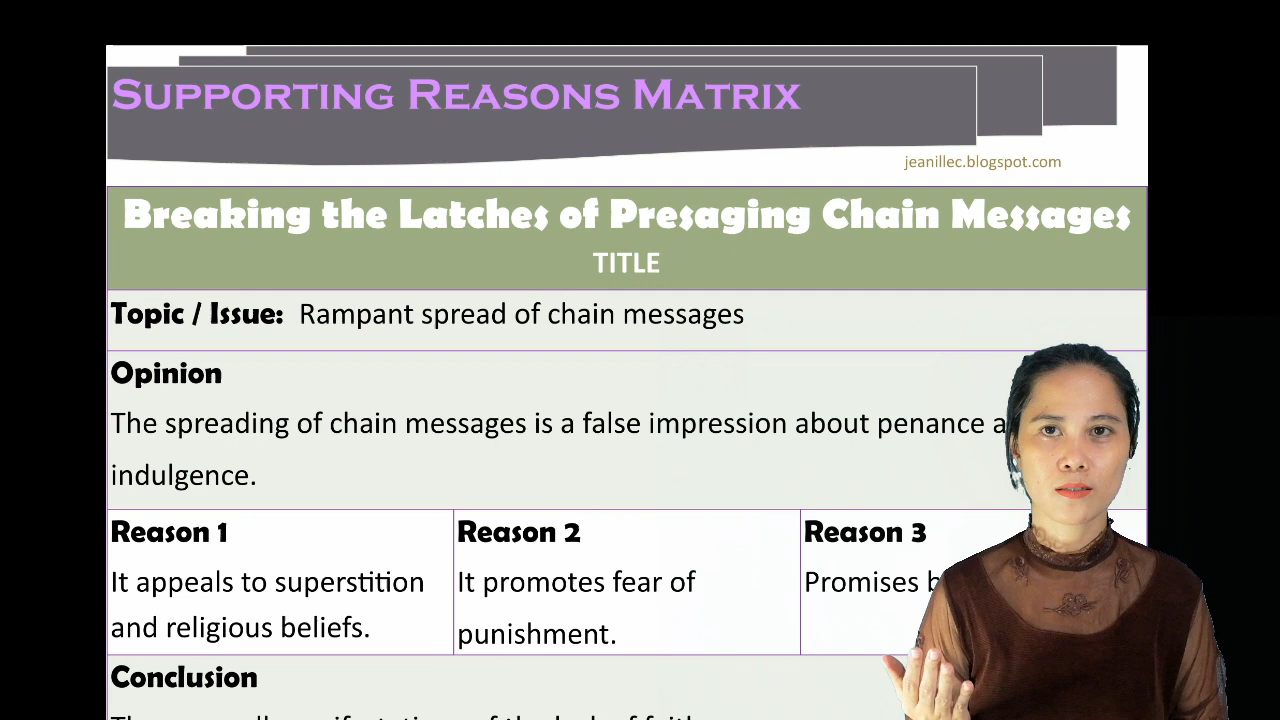 Supporting Reasons Matrix
jeanillec.blogspot.com
Breaking the Latches of Presaging Chain Messages
TITLE
Topic / Issue: Rampant spread of chain messages
Opinion
The spreading of chain messages is a false impression about penance
indulgence.
Reason 1
It appeals to superstition
and religious beliefs.
Reason 2
It promotes fear of
punishment.
Reason 3
Promises
Conclusion